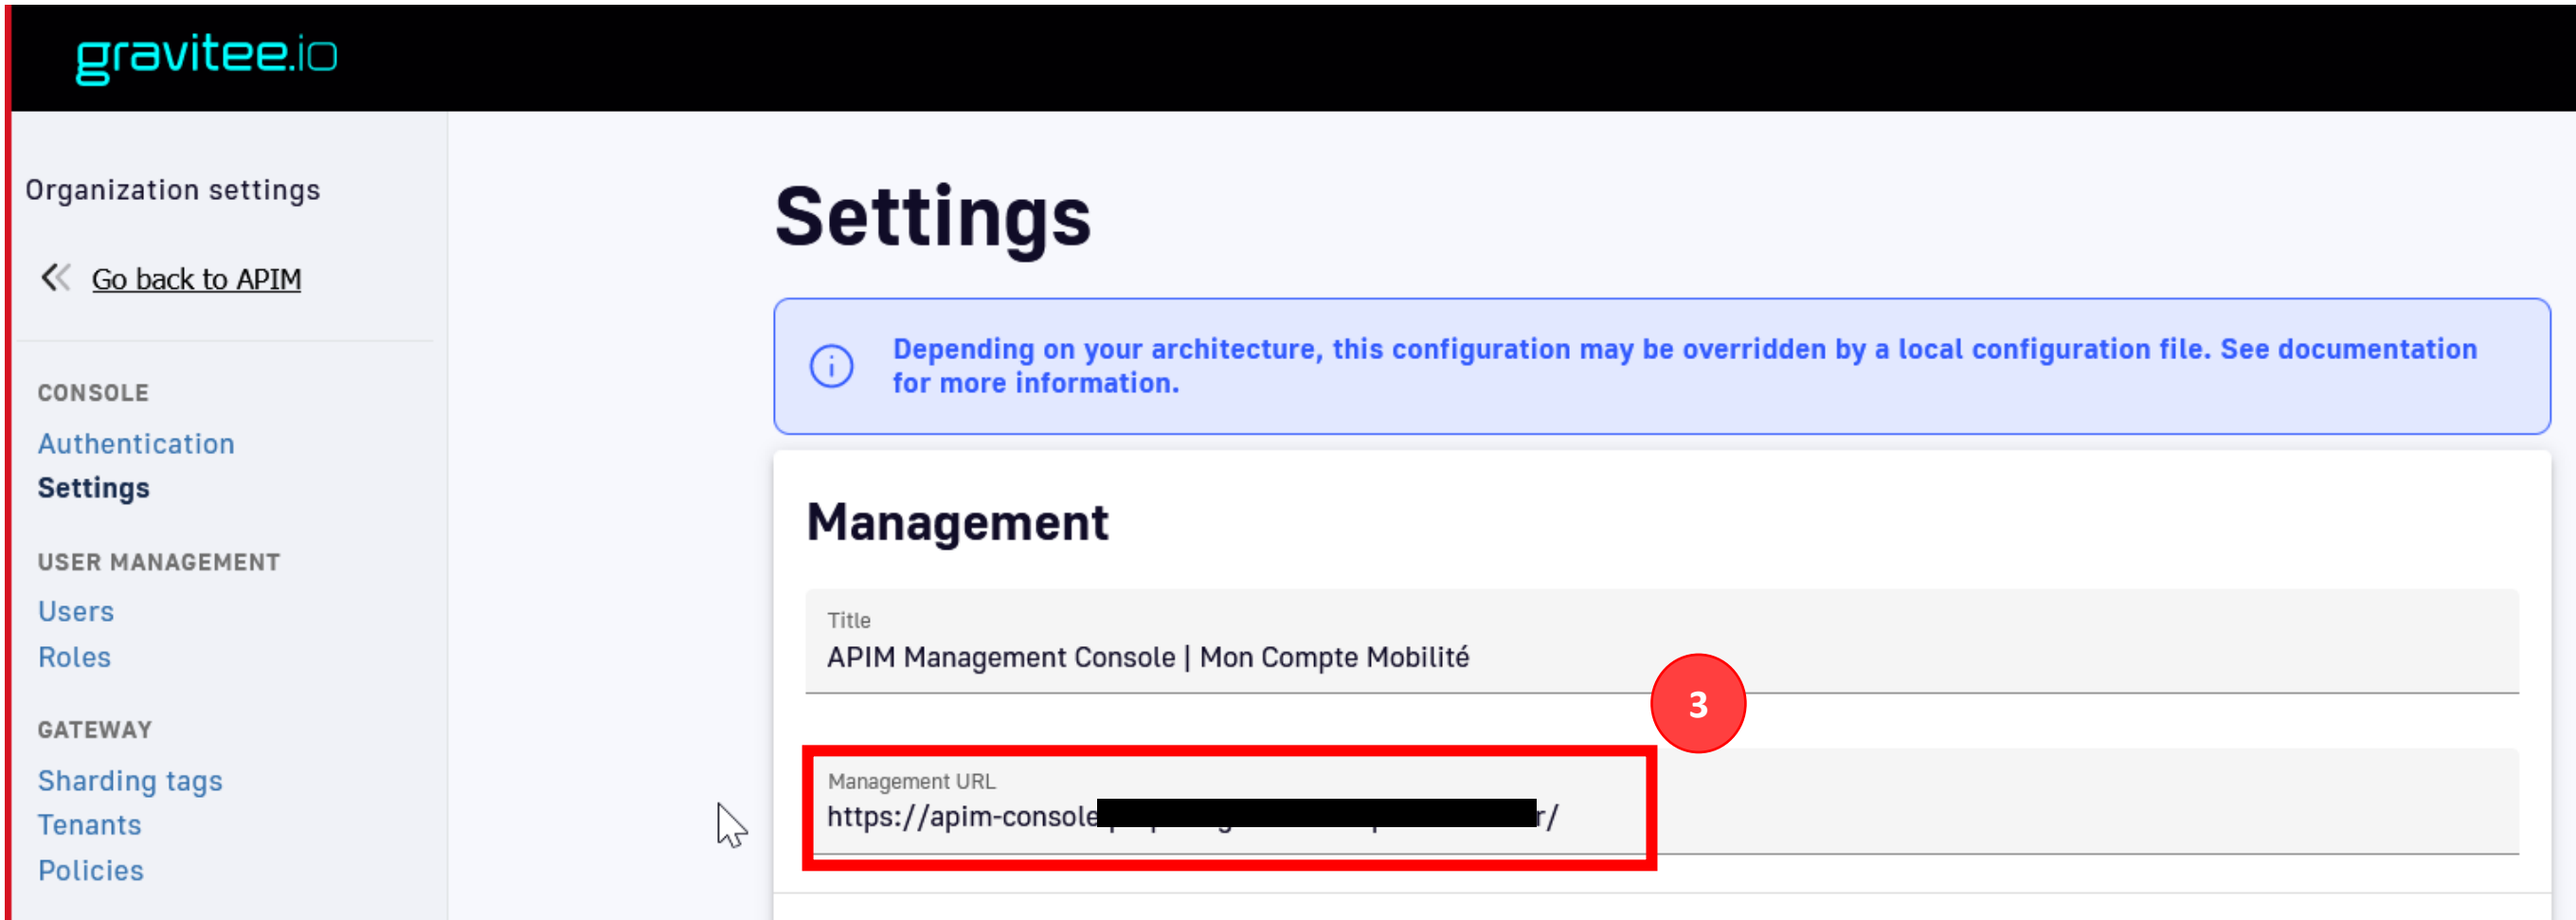 gravitee.io
Organization settings
Go back to APIM
CONSOLE
Authentication
Settings
USER MANAGEMENT
Users
Roles
GATEWAY
Sharding tags
Tenants
Policies
Settings
Depending on your architecture, this configuration may be overridden by a local configuration file. See documentation
for more information.
Management
Title
APIM Management Console | Mon Compte Mobilité
3
Management URL
https://apim-console r/